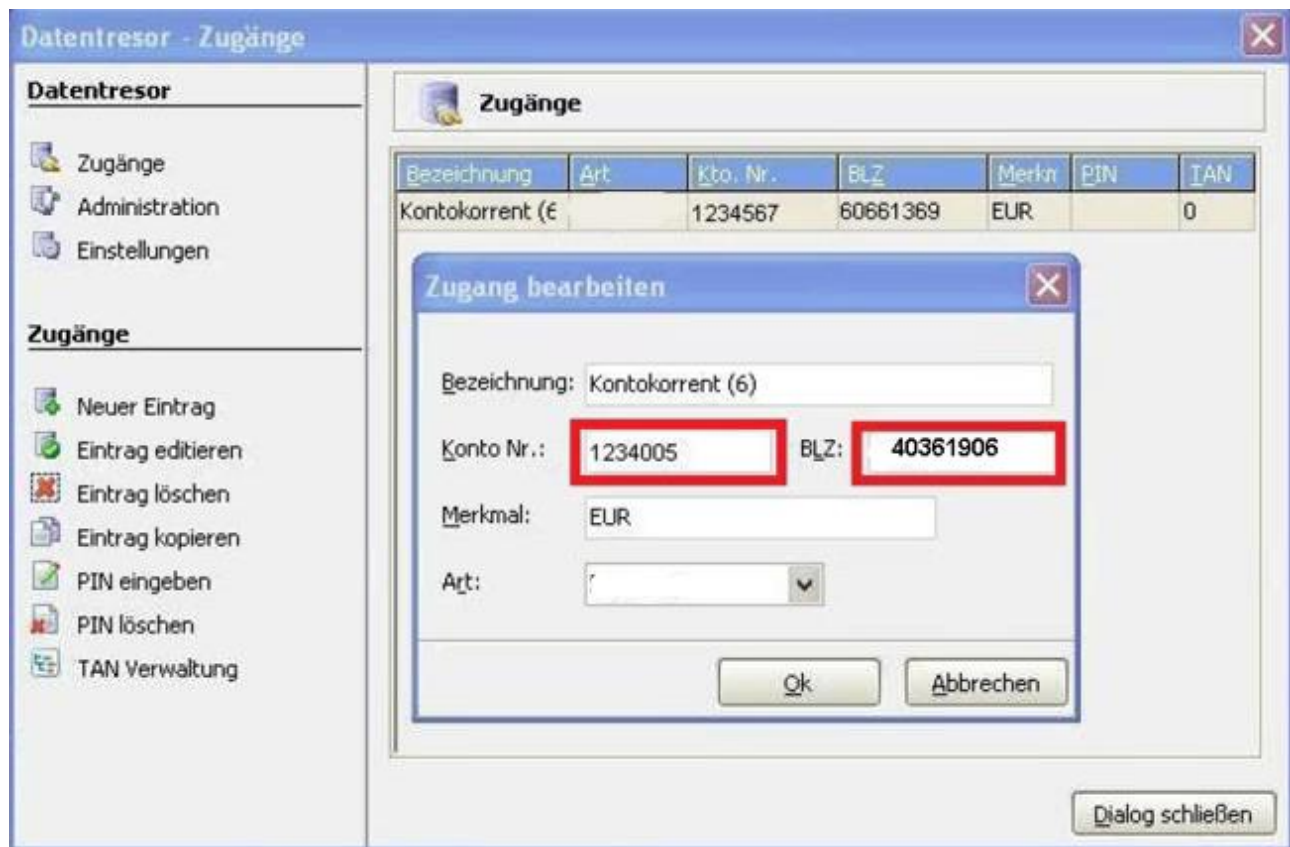 Datentresor - Zugänge
Datentresor
Zugänge
Administration
Einstellungen
Zugänge
Neuer Eintrag
Eintrag editieren
Eintrag löschen
Eintrag kopieren
PIN eingeben
PIN löschen
TAN Verwaltung
Zugänge
Bezeichnung Art Kto. Nr. BLZ Merkm PIN TAN
Kontokorrent (6 1234567 60661369 EUR 0
Zugang bearbeiten
Bezeichnung: Kontokorrent (6)
Konto Nr.: 1234005 BLZ: 40361906
Merkmal: EUR
Art:
Ok Abbrechen
Dialog schließen